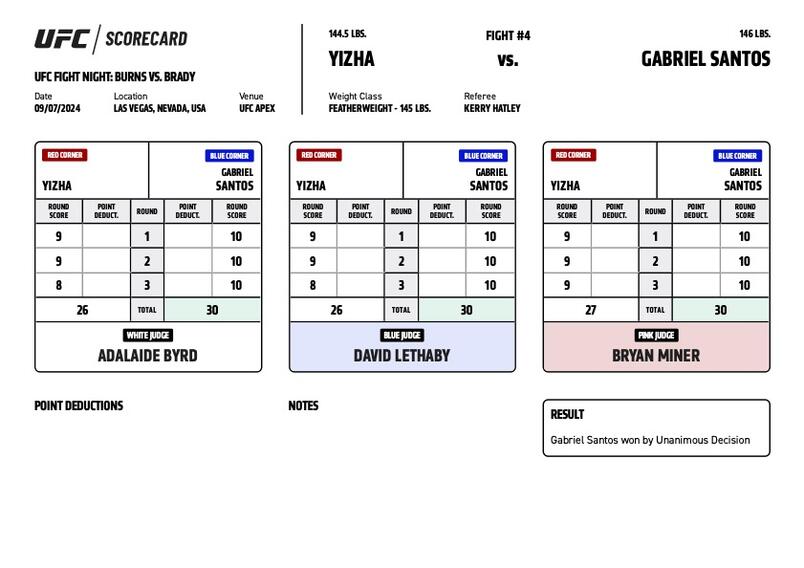 UFC / SCORECARD
UFC FIGHT NIGHT: BURNS VS. BRADY
Date Location Venue
09/07/2024 LAS VEGAS, NEVADA, USA UFC APEX
144.5 LBS. FIGHT #4 146 LBS.
YIZHA vs. GABRIEL SANTOS
Weight Class Referee
FEATHERWEIGHT - 145 LBS. KERRY HATLEY
RED CORNER BLUE CORNER
YIZHA GABRIEL
SANTOS
ROUND SCORE POINT DEDUCT. ROUND POINT DEDUCT. ROUND SCORE
9 1 10
9 2 10
8 3 10
26 TOTAL 30
WHITE JUDGE
ADALAIDE BYRD
RED CORNER BLUE CORNER
YIZHA GABRIEL
SANTOS
ROUND SCORE POINT DEDUCT. ROUND POINT DEDUCT. ROUND SCORE
9 1 10
9 2 10
8 3 10
26 TOTAL 30
BLUE JUDGE
DAVID LETHABY
RED CORNER BLUE CORNER
YIZHA GABRIEL
SANTOS
ROUND SCORE POINT DEDUCT. ROUND POINT DEDUCT. ROUND SCORE
9 1 10
9 2 10
9 3 10
27 TOTAL 30
PINK JUDGE
BRYAN MINER
POINT DEDUCTIONS
NOTES
RESULT
Gabriel Santos won by Unanimous Decision